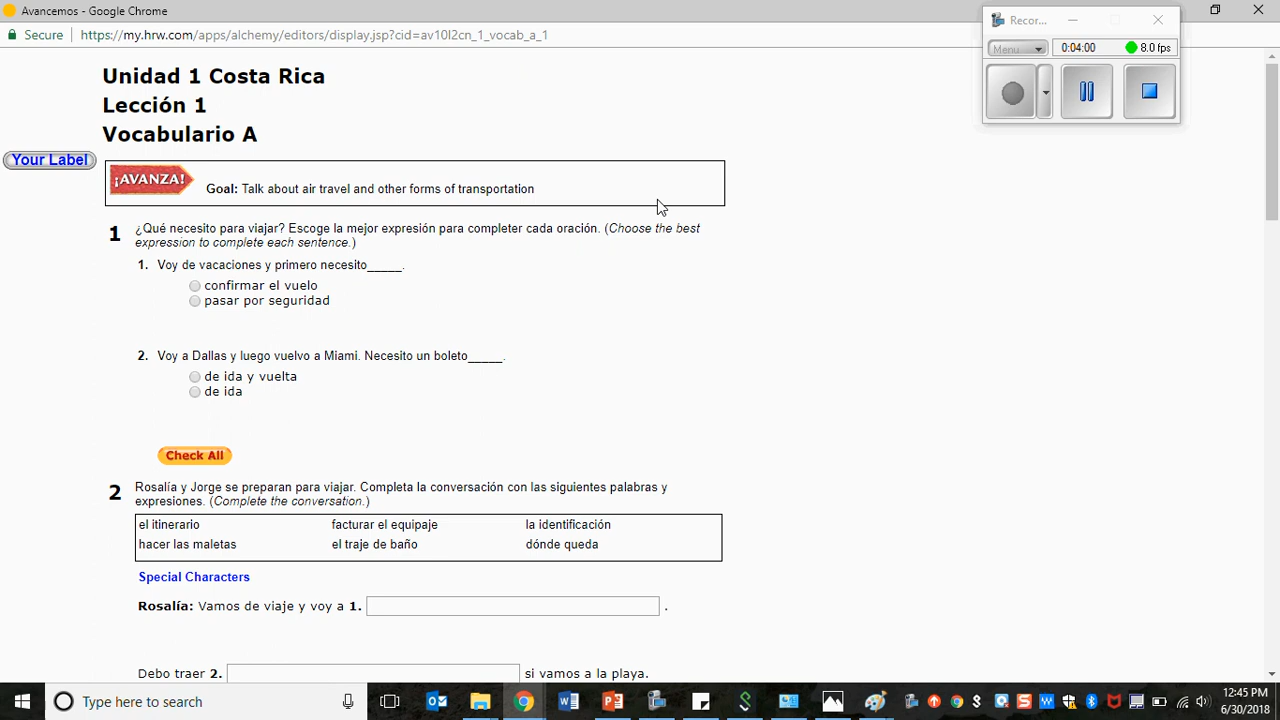 Avancemos - Google Chrome
Secure https://my.hrw.com/apps/alchemy/editors/display.jsp?cid=av10l2cn_1_vocab_a_1
Recor...
Menu
0:04:00
8.0 fps
Unidad 1 Costa Rica
Lección 1
Vocabulario A
Your Label
¡AVANZA!
Goal: Talk about air travel and other forms of transportation
1 ¿Qué necesito para viajar? Escoge la mejor expresión para completer cada oración. (Choose the best
expression to complete each sentence.)
1. Voy de vacaciones y primero necesito_____.
confirmar el vuelo
pasar por seguridad
2. Voy a Dallas y luego vuelvo a Miami. Necesito un boleto_____.
de ida y vuelta
de ida
Check All
2 Rosalía y Jorge se preparan para viajar. Completa la conversación con las siguientes palabras y
expresiones. (Complete the conversation.)
el itinerario facturar el equipaje la identificación
hacer las maletas el traje de baño dónde queda
Special Characters
Rosalía: Vamos de viaje y voy a 1. .
Debo traer 2. si vamos a la playa.
Type here to search
12:45 PM
6/30/2018